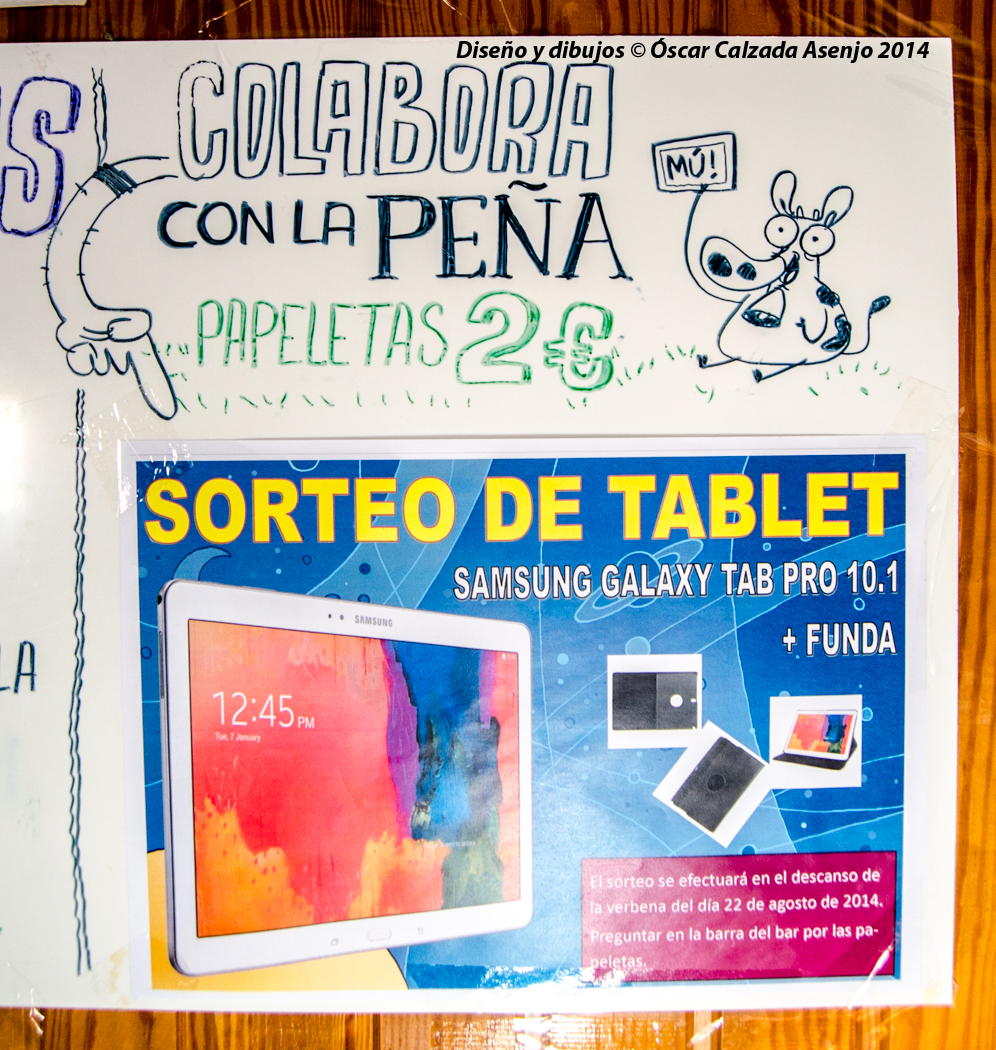 Diseño y dibujos © Óscar Calzada Asenjo 2014
S
COLABORA
CON LA PEÑA
MÚ!
PAPELETAS 2€
SORTEO DE TABLET
SAMSUNG GALAXY TAB PRO 10.1
+ FUNDA
SAMSUNG
12:45 PM
Tue, 7 January
LA
El sorteo se efectuará en el descanso de
la verbena del día 22 de agosto de 2014.
Preguntar en la barra del bar por las pa-
peletas.